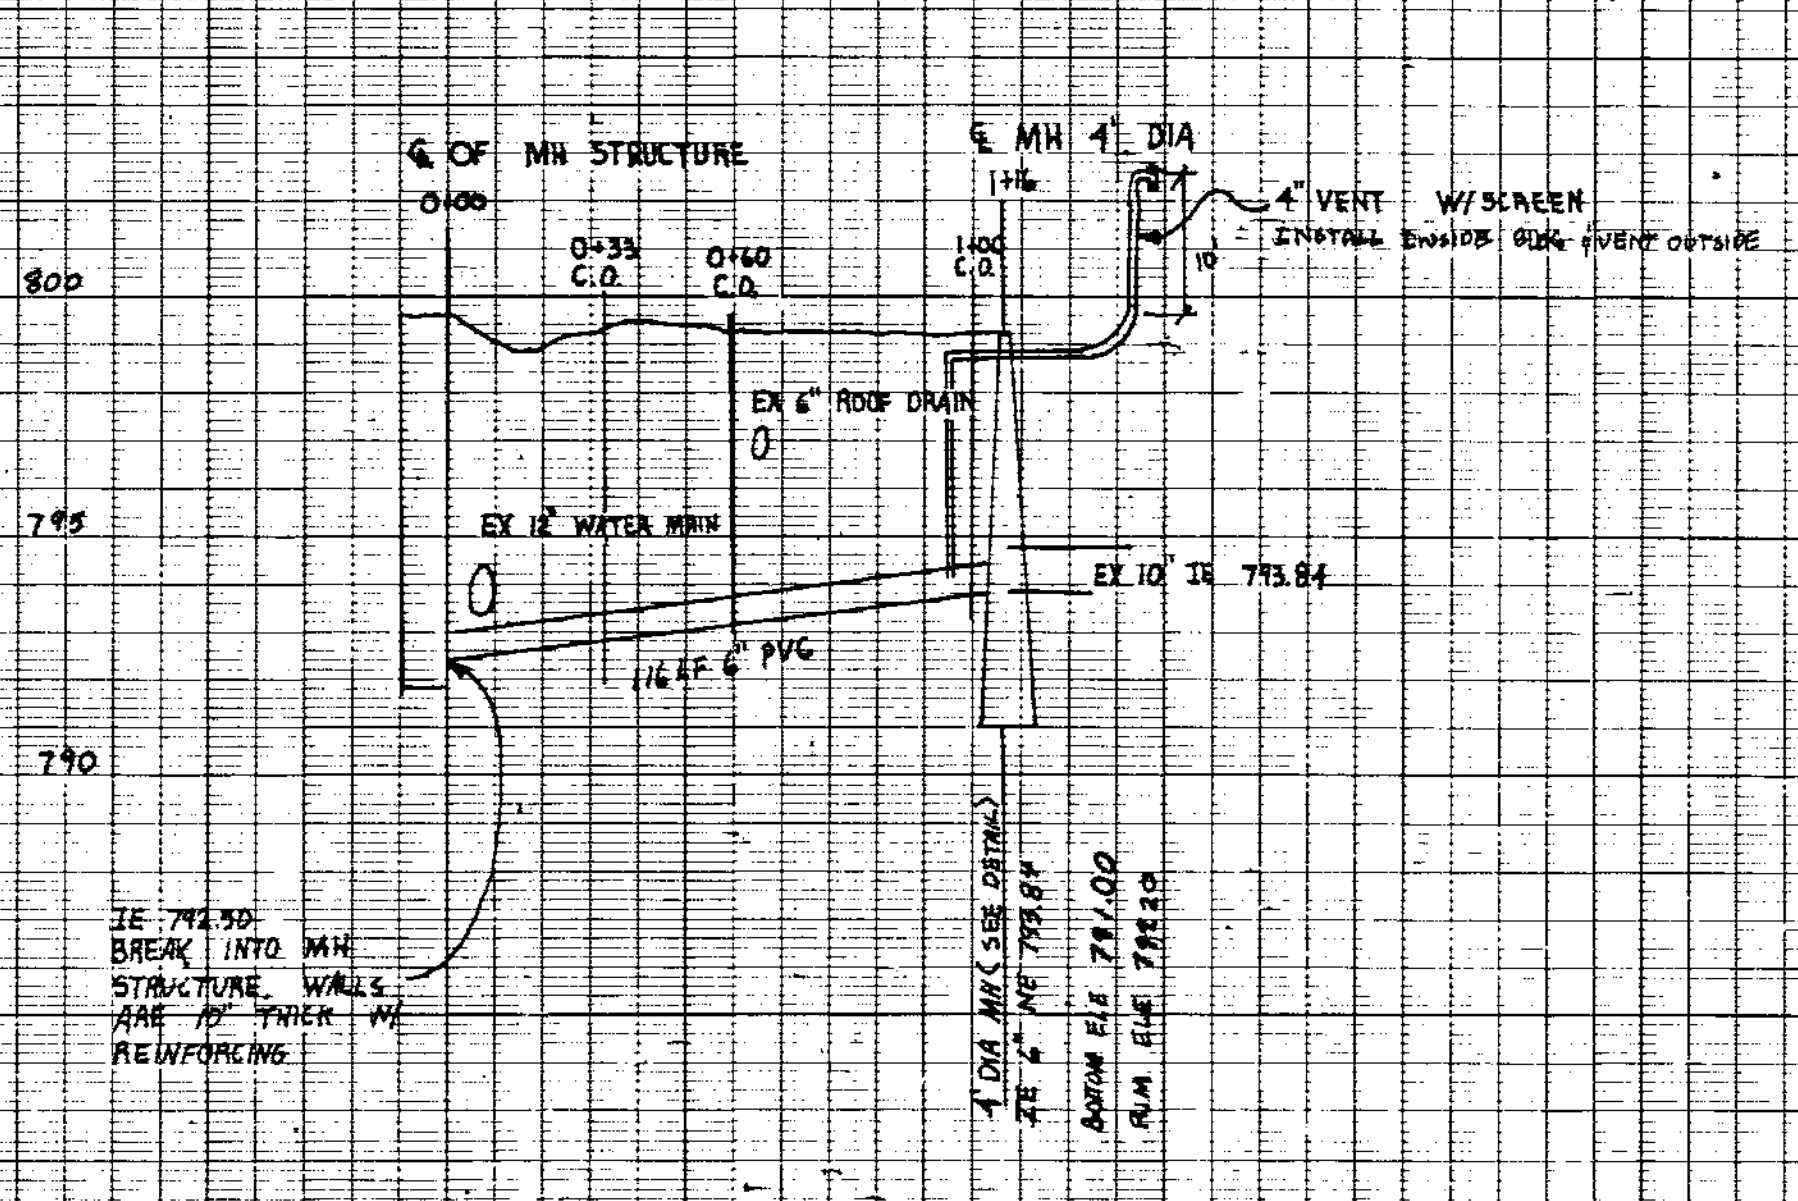 ℄ OF MH STRUCTURE
0+00
℄ MH 4' DIA
1+16
4" VENT W/SCREEN
INSTALL INSIDE BLDG & VENT OUTSIDE
10'
0+33
C.O.
0+60
C.O.
1+00
C.O.
800
EX 6" ROOF DRAIN
795
EX 12" WATER MAIN
EX 10" IE 793.84
116 LF 6" PVC
790
IE 792.50
BREAK INTO MH
STRUCTURE. WALLS
ARE 10" THICK W/
REINFORCING
4' DIA MH (SEE DETAIL)
IE 6" NE 793.84
BOTTOM ELE 791.00
RIM ELE 799.20